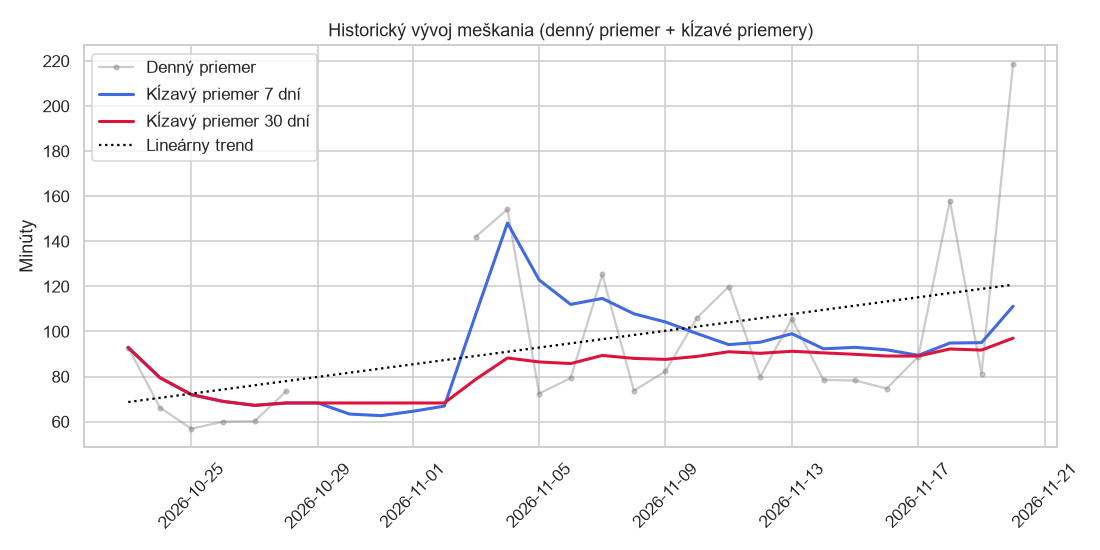 Historický vývoj meškania (denný priemer + kĺzavé priemery)
Minúty
220
200
180
160
140
120
100
80
60
Denný priemer
Kĺzavý priemer 7 dní
Kĺzavý priemer 30 dní
Lineárny trend
2026-10-25
2026-10-29
2026-11-01
2026-11-05
2026-11-09
2026-11-13
2026-11-17
2026-11-21